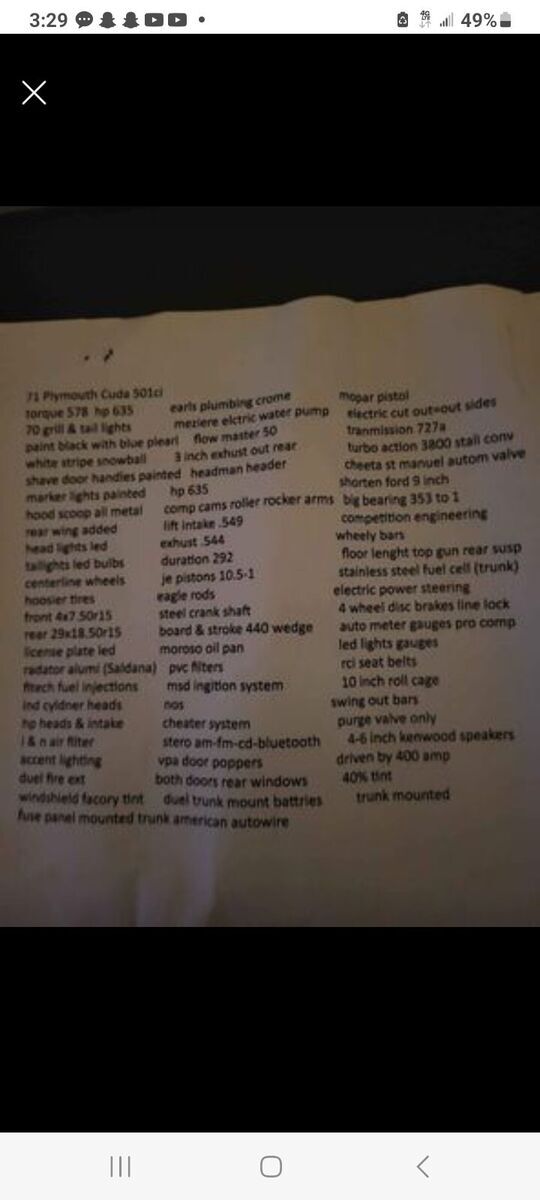 3:29
49%
71 Plymouth Cuda 501ci
torque 578 hp 635 earls plumbing crome mopar pistol
70 grill & tail lights meziere elctric water pump electric cut out=out sides
paint black with blue plearl flow master 50 tranmission 727a
white stripe snowball 3 inch exhust out rear turbo action 3800 stall conv
shave door handles painted headman header cheeta st manuel autom valve
marker lights painted hp 635 shorten ford 9 inch
hood scoop all metal comp cams roller rocker arms big bearing 353 to 1
rear wing added lift intake .549 competition engineering
head lights led exhust .544 wheely bars
tailights led bulbs duration 292 floor lenght top gun rear susp
centerline wheels je pistons 10.5-1 stainless steel fuel cell (trunk)
hoosier tires eagle rods electric power steering
front 4x7.50r15 steel crank shaft 4 wheel disc brakes line lock
rear 29x18.50r15 board & stroke 440 wedge auto meter gauges pro comp
license plate led moroso oil pan led lights gauges
radator alumi (Saldana) pvc filters rci seat belts
fitech fuel injections msd ingition system 10 inch roll cage
ind cyldner heads nos swing out bars
hp heads & intake cheater system purge valve only
& n air filter stero am-fm-cd-bluetooth 4-6 inch kenwood speakers
accent lighting vpa door poppers driven by 400 amp
duel fire ext both doors rear windows 40% tint
windshield facory tint duel trunk mount battries trunk mounted
fuse panel mounted trunk american autowire